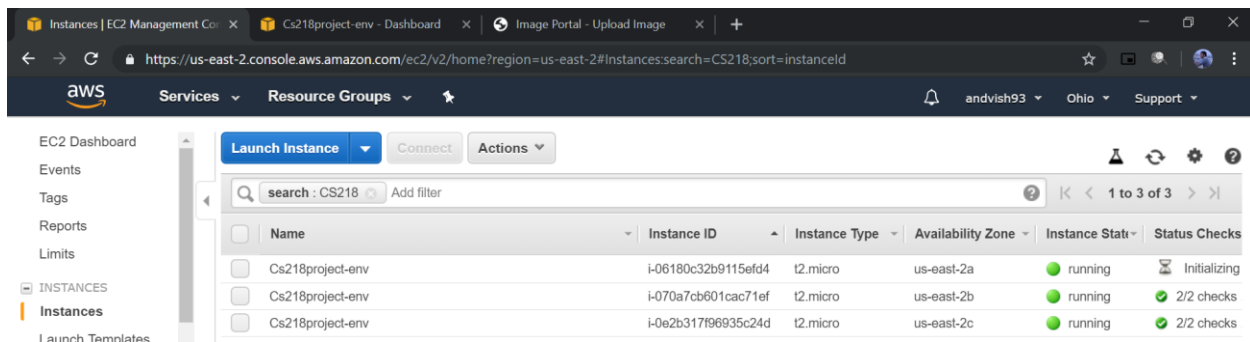 Instances | EC2 Management Con
Cs218project-env - Dashboard
Image Portal - Upload Image
https://us-east-2.console.aws.amazon.com/ec2/v2/home?region=us-east-2#Instances:search=CS218;sort=instanceId
aws Services Resource Groups andvish93 Ohio Support
EC2 Dashboard
Events
Tags
Reports
Limits
INSTANCES
Instances
Launch Templates
Launch Instance Connect Actions
search : CS218 Add filter 1 to 3 of 3
Name Instance ID Instance Type Availability Zone Instance State Status Checks
Cs218project-env i-06180c32b9115efd4 t2.micro us-east-2a running Initializing
Cs218project-env i-070a7cb601cac71ef t2.micro us-east-2b running 2/2 checks
Cs218project-env i-0e2b317f96935c24d t2.micro us-east-2c running 2/2 checks